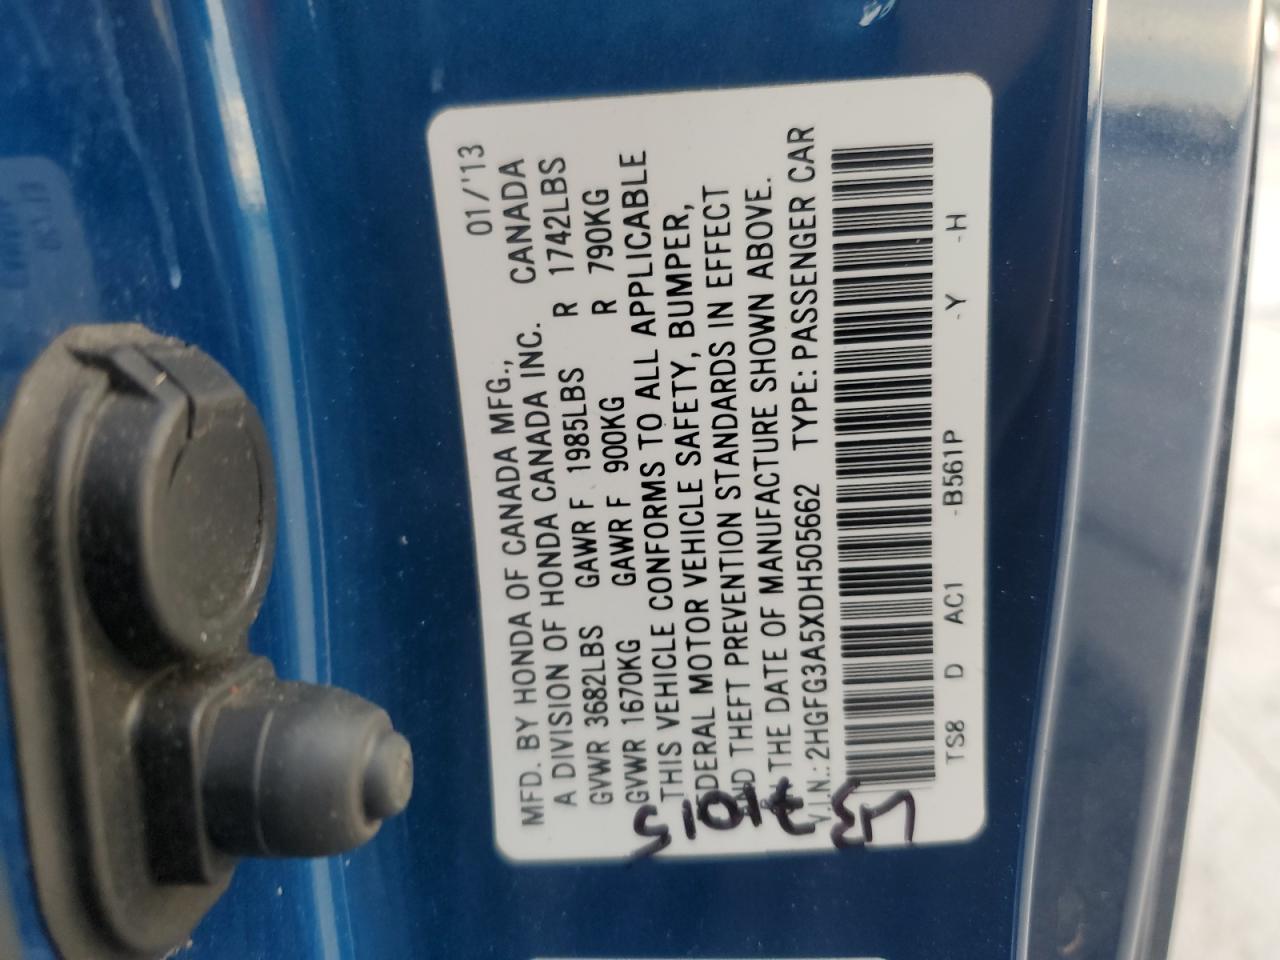 01/'13
MFD. BY HONDA OF CANADA MFG., CANADA
A DIVISION OF HONDA CANADA INC.
GVWR 3682LBS GAWR F 1985LBS R 1742LBS
GVWR 1670KG GAWR F 900KG R 790KG
THIS VEHICLE CONFORMS TO ALL APPLICABLE
DERAL MOTOR VEHICLE SAFETY, BUMPER,
ND THEFT PREVENTION STANDARDS IN EFFECT
THE DATE OF MANUFACTURE SHOWN ABOVE.
V.I.N.: 2HGFG3A5XDH505662 TYPE: PASSENGER CAR
TS8 D AC1 -B561P -Y -H